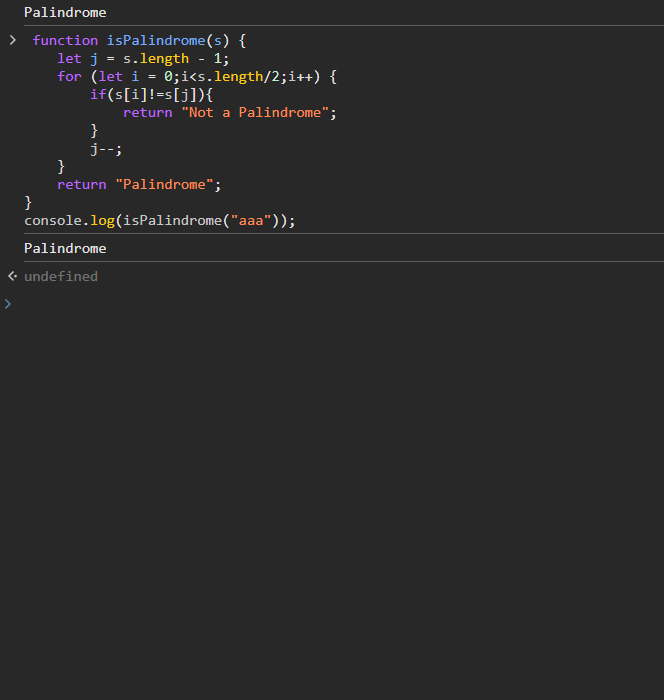 Palindrome
function isPalindrome(s) {
    let j = s.length - 1;
    for (let i = 0;i<s.length/2;i++) {
        if(s[i]!=s[j]){
            return "Not a Palindrome";
        }
        j--;
    }
    return "Palindrome";
}
console.log(isPalindrome("aaa"));
Palindrome
undefined